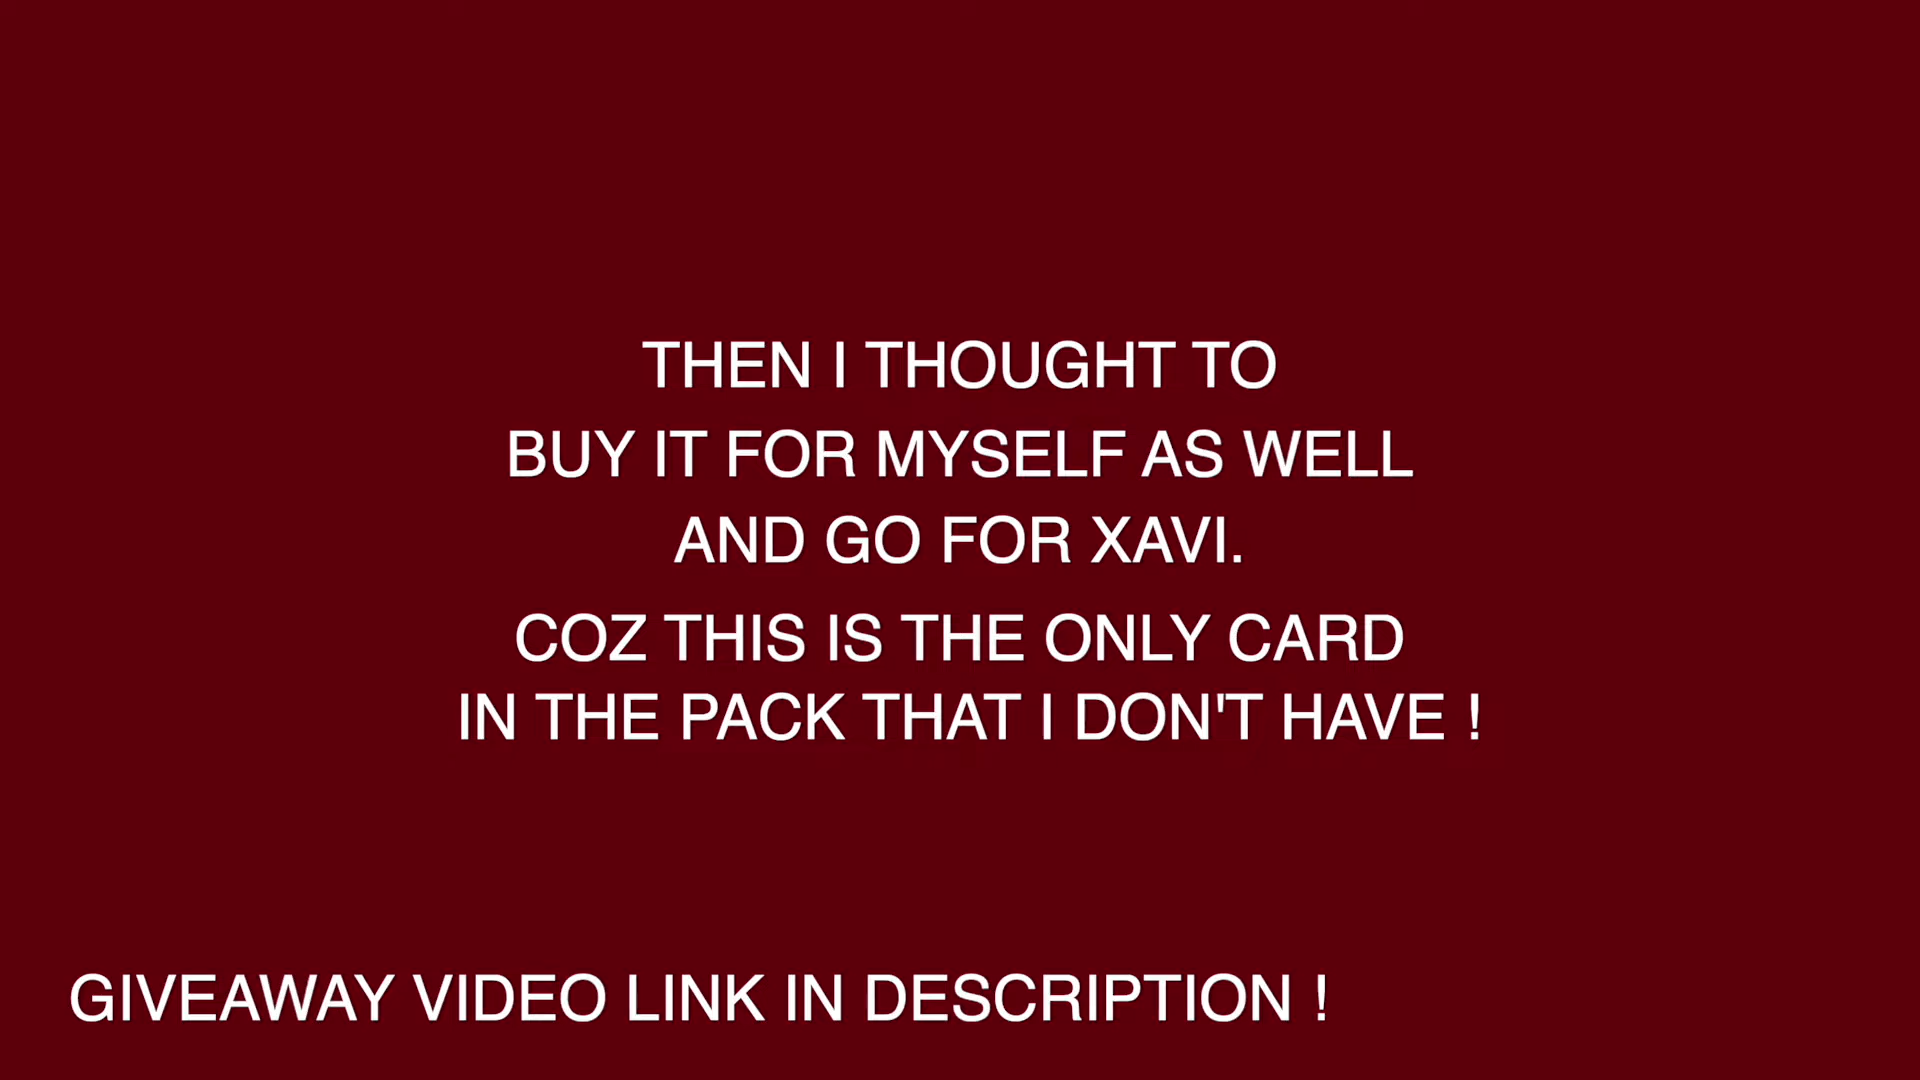 THEN I THOUGHT TO
BUY IT FOR MYSELF AS WELL
AND GO FOR XAVI.
COZ THIS IS THE ONLY CARD
IN THE PACK THAT I DON'T HAVE !
GIVEAWAY VIDEO LINK IN DESCRIPTION !